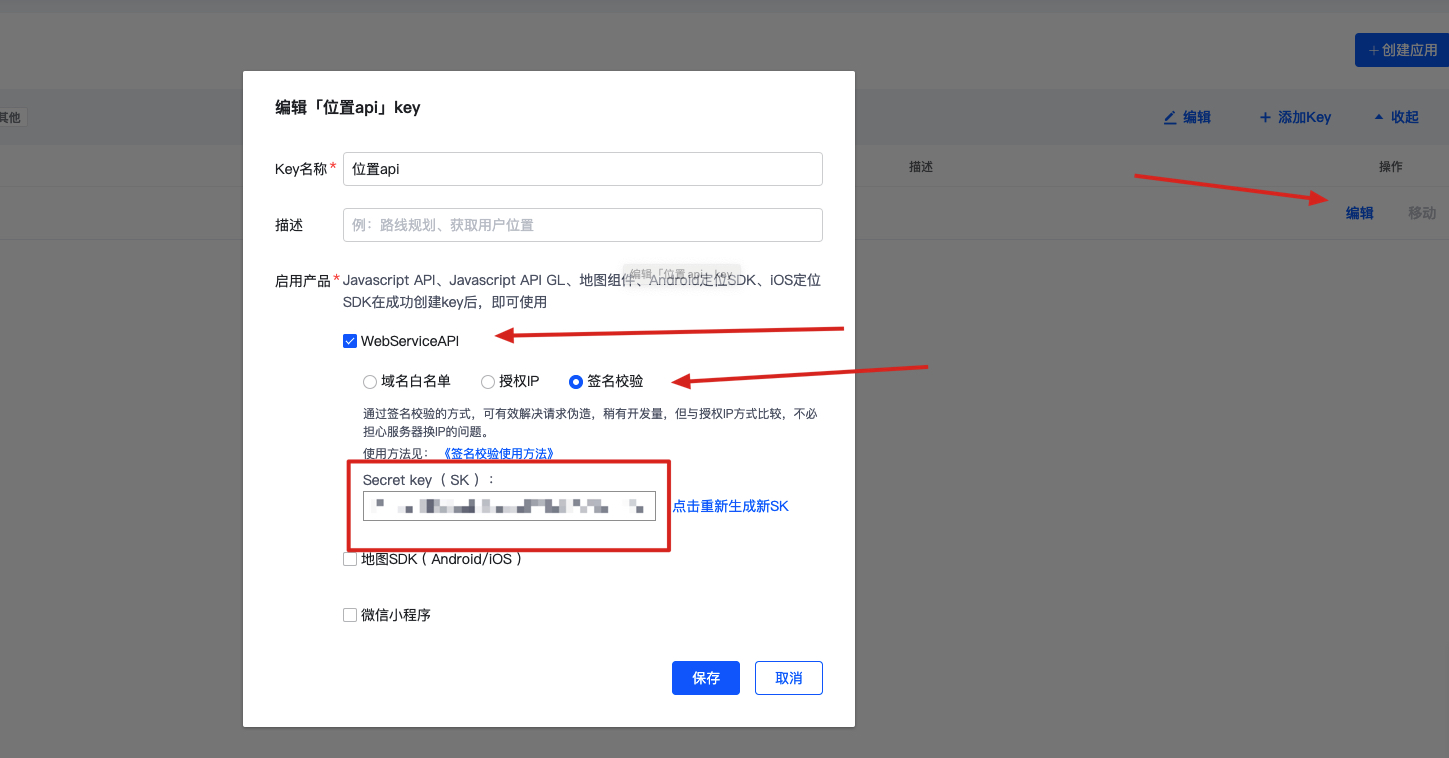 + 创建应用
其他
编辑
+ 添加Key
收起
描述
操作
编辑
移动
编辑「位置api」key
Key名称*
位置api
描述
例：路线规划、获取用户位置
编辑「位置api」key
启用产品*
Javascript API、Javascript API GL、地图组件、Android定位SDK、iOS定位
SDK在成功创建key后，即可使用
WebServiceAPI
域名白名单
授权IP
签名校验
通过签名校验的方式，可有效解决请求伪造，稍有开发量，但与授权IP方式比较，不必
担心服务器换IP的问题。
使用方法见：《签名校验使用方法》
Secret key（SK）：
点击重新生成新SK
地图SDK（Android/iOS）
微信小程序
保存
取消